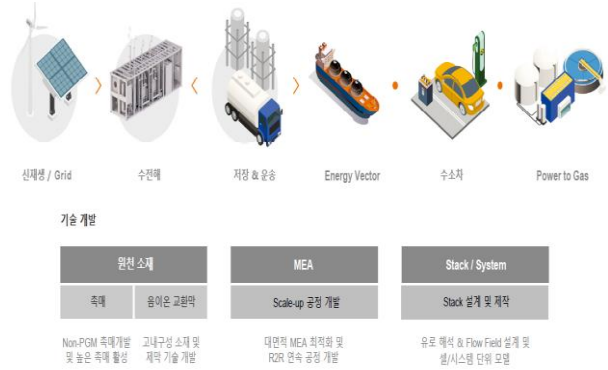 신재생 / Grid
수전해
저장 & 운송
Energy Vector
수소차
Power to Gas
기술 개발
원천 소재
MEA
Stack / System
촉매
음이온 교환막
Scale-up 공정 개발
Stack 설계 및 제작
Non-PGM 촉매개발
및 높은 촉매 활성
고내구성 소재 및
제막 기술 개발
대면적 MEA 최적화 및
R2R 연속 공정 개발
유로 해석 & Flow Field 설계 및
셀/시스템 단위 모델